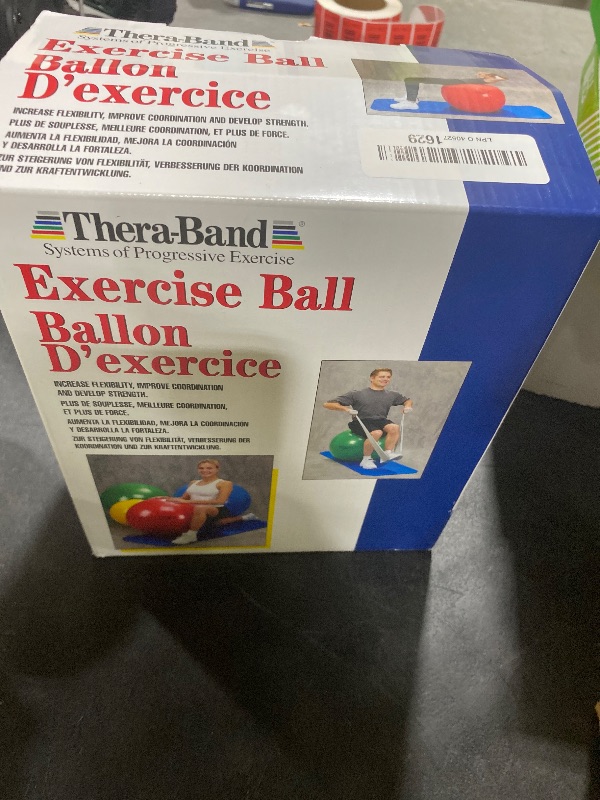 Thera-Band
Systems of Progressive Exercise
Exercise Ball
Ballon
D'exercice
INCREASE FLEXIBILITY, IMPROVE COORDINATION AND DEVELOP STRENGTH.
PLUS DE SOUPLESSE, MEILLEURE COORDINATION, ET PLUS DE FORCE.
AUMENTA LA FLEXIBILIDAD, MEJORA LA COORDINACIÓN
Y DESARROLLA LA FORTALEZA.
ZUR STEIGERUNG VON FLEXIBILITÄT, VERBESSERUNG DER KOORDINATION
UND ZUR KRAFTENTWICKLUNG.
1629
Thera-Band®
Systems of Progressive Exercise
Exercise Ball
Ballon
D'exercice
INCREASE FLEXIBILITY, IMPROVE COORDINATION
AND DEVELOP STRENGTH.
PLUS DE SOUPLESSE, MEILLEURE COORDINATION,
ET PLUS DE FORCE.
AUMENTA LA FLEXIBILIDAD, MEJORA LA COORDINACIÓN
Y DESARROLLA LA FORTALEZA.
ZUR STEIGERUNG VON FLEXIBILITÄT, VERBESSERUNG DER
KOORDINATION UND ZUR KRAFTENTWICKLUNG.